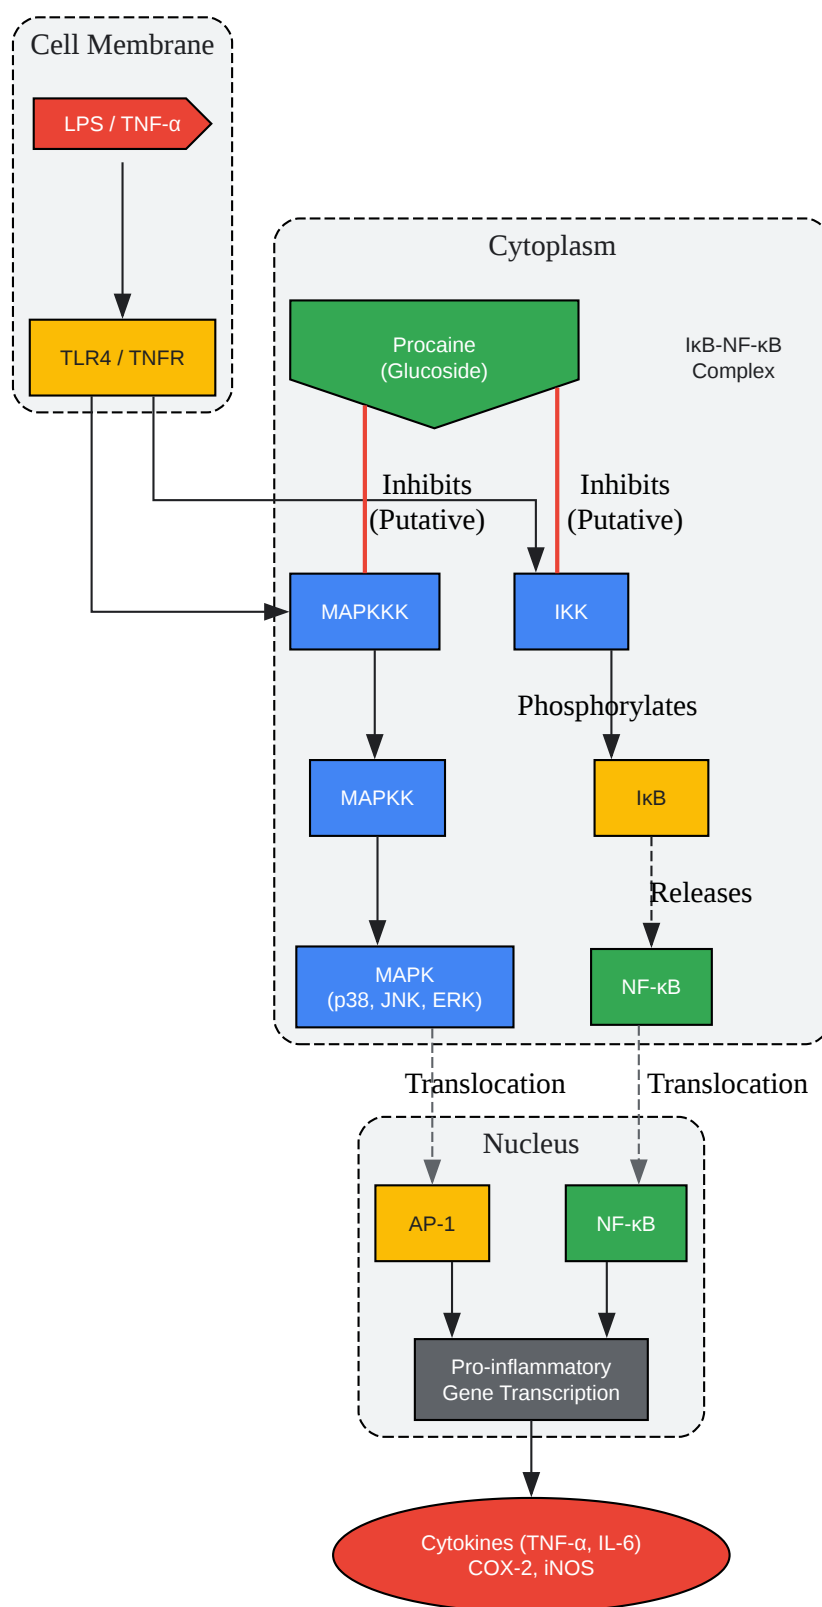 Cell Membrane
LPS / TNF-α
TLR4 / TNFR
Cytoplasm
Procaine
(Glucoside)
IκB-NF-κB
Complex
Inhibits
(Putative)
Inhibits
(Putative)
MAPKKK
IKK
Phosphorylates
MAPKK
IκB
Releases
MAPK
(p38, JNK, ERK)
NF-κB
Translocation
Translocation
Nucleus
AP-1
NF-κB
Pro-inflammatory
Gene Transcription
Cytokines (TNF-α, IL-6)
COX-2, iNOS